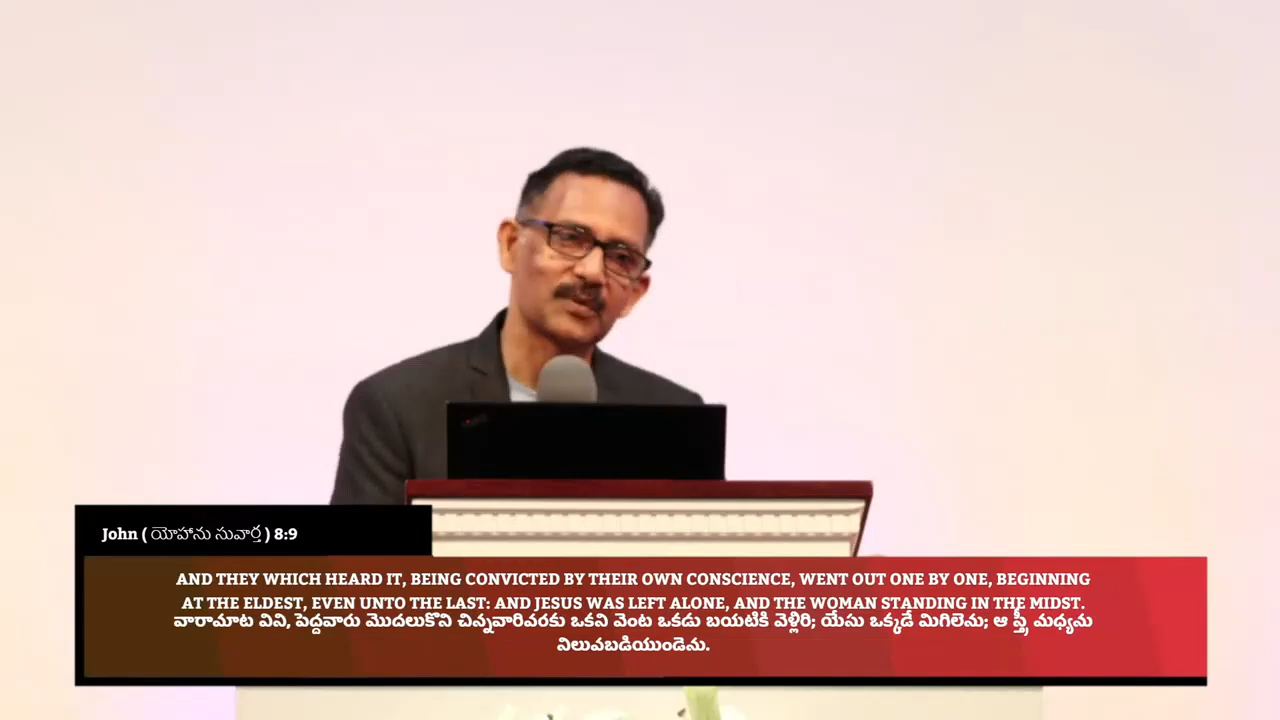 John ( యోహాను సువార్త ) 8:9
AND THEY WHICH HEARD IT, BEING CONVICTED BY THEIR OWN CONSCIENCE, WENT OUT ONE BY ONE, BEGINNING
AT THE ELDEST, EVEN UNTO THE LAST: AND JESUS WAS LEFT ALONE, AND THE WOMAN STANDING IN THE MIDST.
వారామాట విని, పెద్దవారు మొదలుకొని చిన్నవారివరకు ఒకని వెంట ఒకడు బయటికి వెళ్లిరి; యేసు ఒక్కడే మిగిలెను; ఆ స్త్రీ మధ్యను
నిలువబడియుండెను.